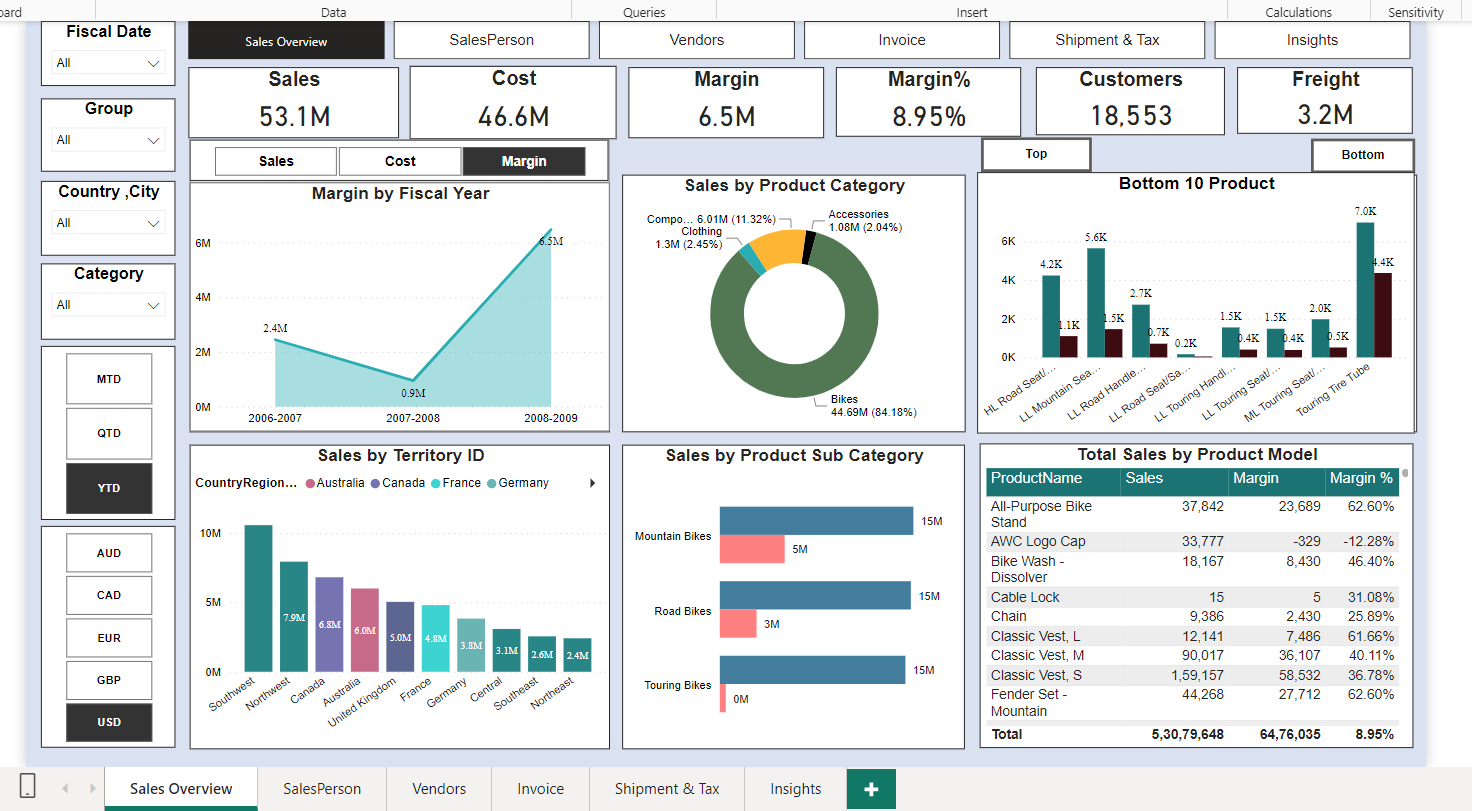 oard
Data
Queries
Insert
Calculations
Sensitivity
Fiscal Date
All
Group
All
Country ,City
All
Category
All
MTD
QTD
YTD
AUD
CAD
EUR
GBP
USD
Sales Overview
SalesPerson
Vendors
Invoice
Shipment & Tax
Insights
Sales
53.1M
Cost
46.6M
Margin
6.5M
Margin%
8.95%
Customers
18,553
Freight
3.2M
Sales
Cost
Margin
Top
Bottom
Margin by Fiscal Year
6M
4M
2M
0M
2.4M
0.9M
6.5M
2006-2007
2007-2008
2008-2009
Sales by Product Category
Compo... 6.01M (11.32%)
Clothing
1.3M (2.45%)
Accessories
1.08M (2.04%)
Bikes
44.69M (84.18%)
Bottom 10 Product
6K
4K
2K
0K
4.2K
1.1K
5.6K
1.5K
2.7K
0.7K
0.2K
1.5K
0.4K
1.5K
0.4K
2.0K
0.5K
7.0K
4.4K
HL Road Seat/...
LL Mountain Sea...
LL Road Handle...
LL Road Seat/Sa...
LL Touring Handl...
LL Touring Seat/...
ML Touring Seat/...
Touring Tire Tube
Sales by Territory ID
CountryRegion...
Australia
Canada
France
Germany
10M
5M
0M
7.9M
6.8M
6.0M
5.0M
4.8M
3.8M
3.1M
2.6M
2.4M
Southwest
Northwest
Canada
Australia
United Kingdom
France
Germany
Central
Southeast
Northeast
Sales by Product Sub Category
Mountain Bikes
15M
5M
Road Bikes
15M
3M
Touring Bikes
15M
0M
Total Sales by Product Model
ProductName Sales Margin Margin %
All-Purpose Bike 37,842 23,689 62.60%
Stand
AWC Logo Cap 33,777 -329 -12.28%
Bike Wash - 18,167 8,430 46.40%
Dissolver
Cable Lock 15 5 31.08%
Chain 9,386 2,430 25.89%
Classic Vest, L 12,141 7,486 61.66%
Classic Vest, M 90,017 36,107 40.11%
Classic Vest, S 1,59,157 58,532 36.78%
Fender Set - 44,268 27,712 62.60%
Mountain
Total 5,30,79,648 64,76,035 8.95%
Sales Overview
SalesPerson
Vendors
Invoice
Shipment & Tax
Insights